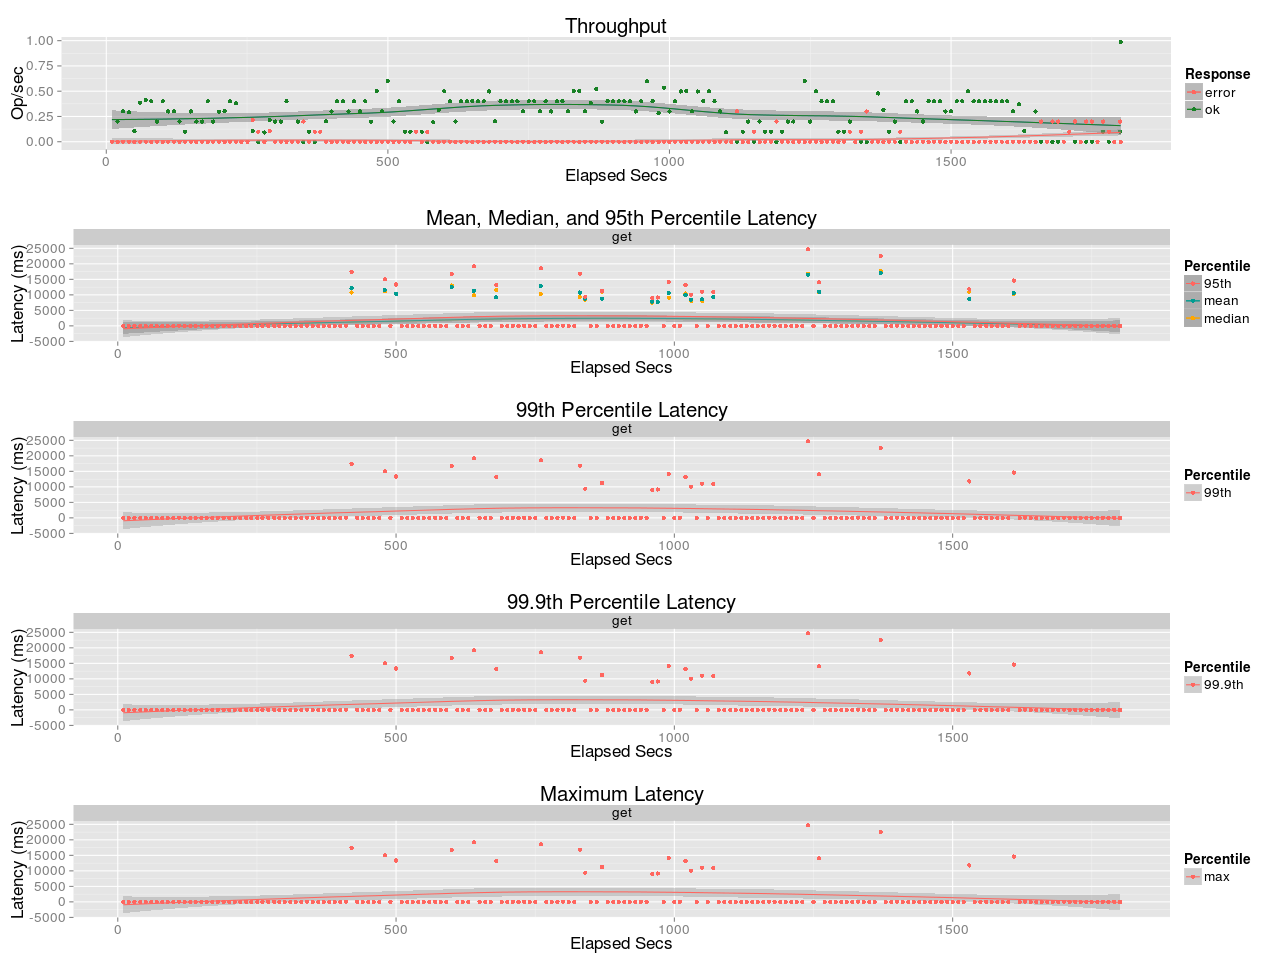 Throughput
1.00
0.75
0.50
0.25
0.00
Op/sec
0 500 1000 1500
Elapsed Secs
Response
error
ok
Mean, Median, and 95th Percentile Latency
get
25000
20000
15000
10000
5000
0
-5000
Latency (ms)
0 500 1000 1500
Elapsed Secs
Percentile
95th
mean
median
99th Percentile Latency
get
25000
20000
15000
10000
5000
0
-5000
Latency (ms)
0 500 1000 1500
Elapsed Secs
Percentile
99th
99.9th Percentile Latency
get
25000
20000
15000
10000
5000
0
-5000
Latency (ms)
0 500 1000 1500
Elapsed Secs
Percentile
99.9th
Maximum Latency
get
25000
20000
15000
10000
5000
0
-5000
Latency (ms)
0 500 1000 1500
Elapsed Secs
Percentile
max